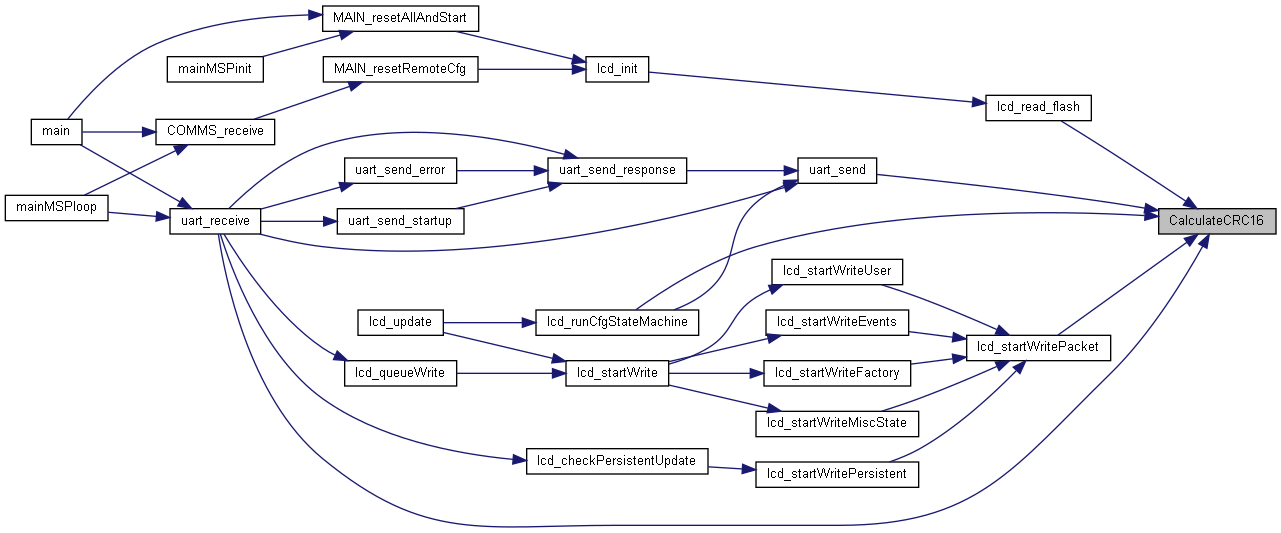 MAIN_resetAllAndStart
mainMSPinit
MAIN_resetRemoteCfg
lcd_init
lcd_read_flash
main
COMMS_receive
uart_send_error
uart_send_response
uart_send
mainMSPloop
uart_receive
uart_send_startup
CalculateCRC16
lcd_startWriteUser
lcd_update
lcd_runCfgStateMachine
lcd_startWriteEvents
lcd_startWritePacket
lcd_queueWrite
lcd_startWrite
lcd_startWriteFactory
lcd_startWriteMiscState
lcd_checkPersistentUpdate
lcd_startWritePersistent